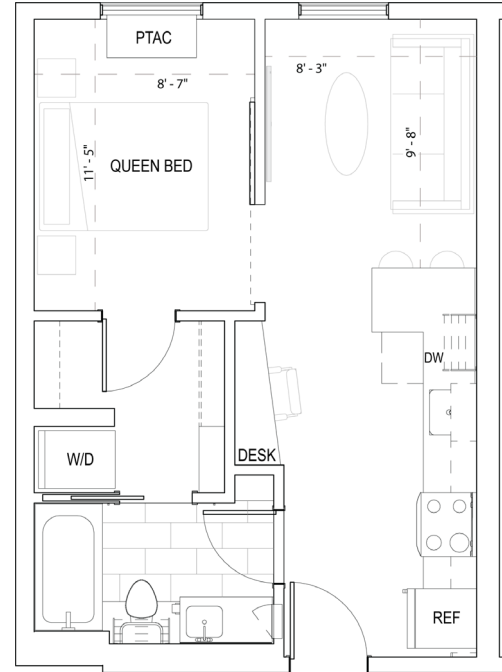 PTAC
8' - 7"
8' - 3"
11' - 5"
QUEEN BED
9' - 8"
DW
W/D
DESK
REF